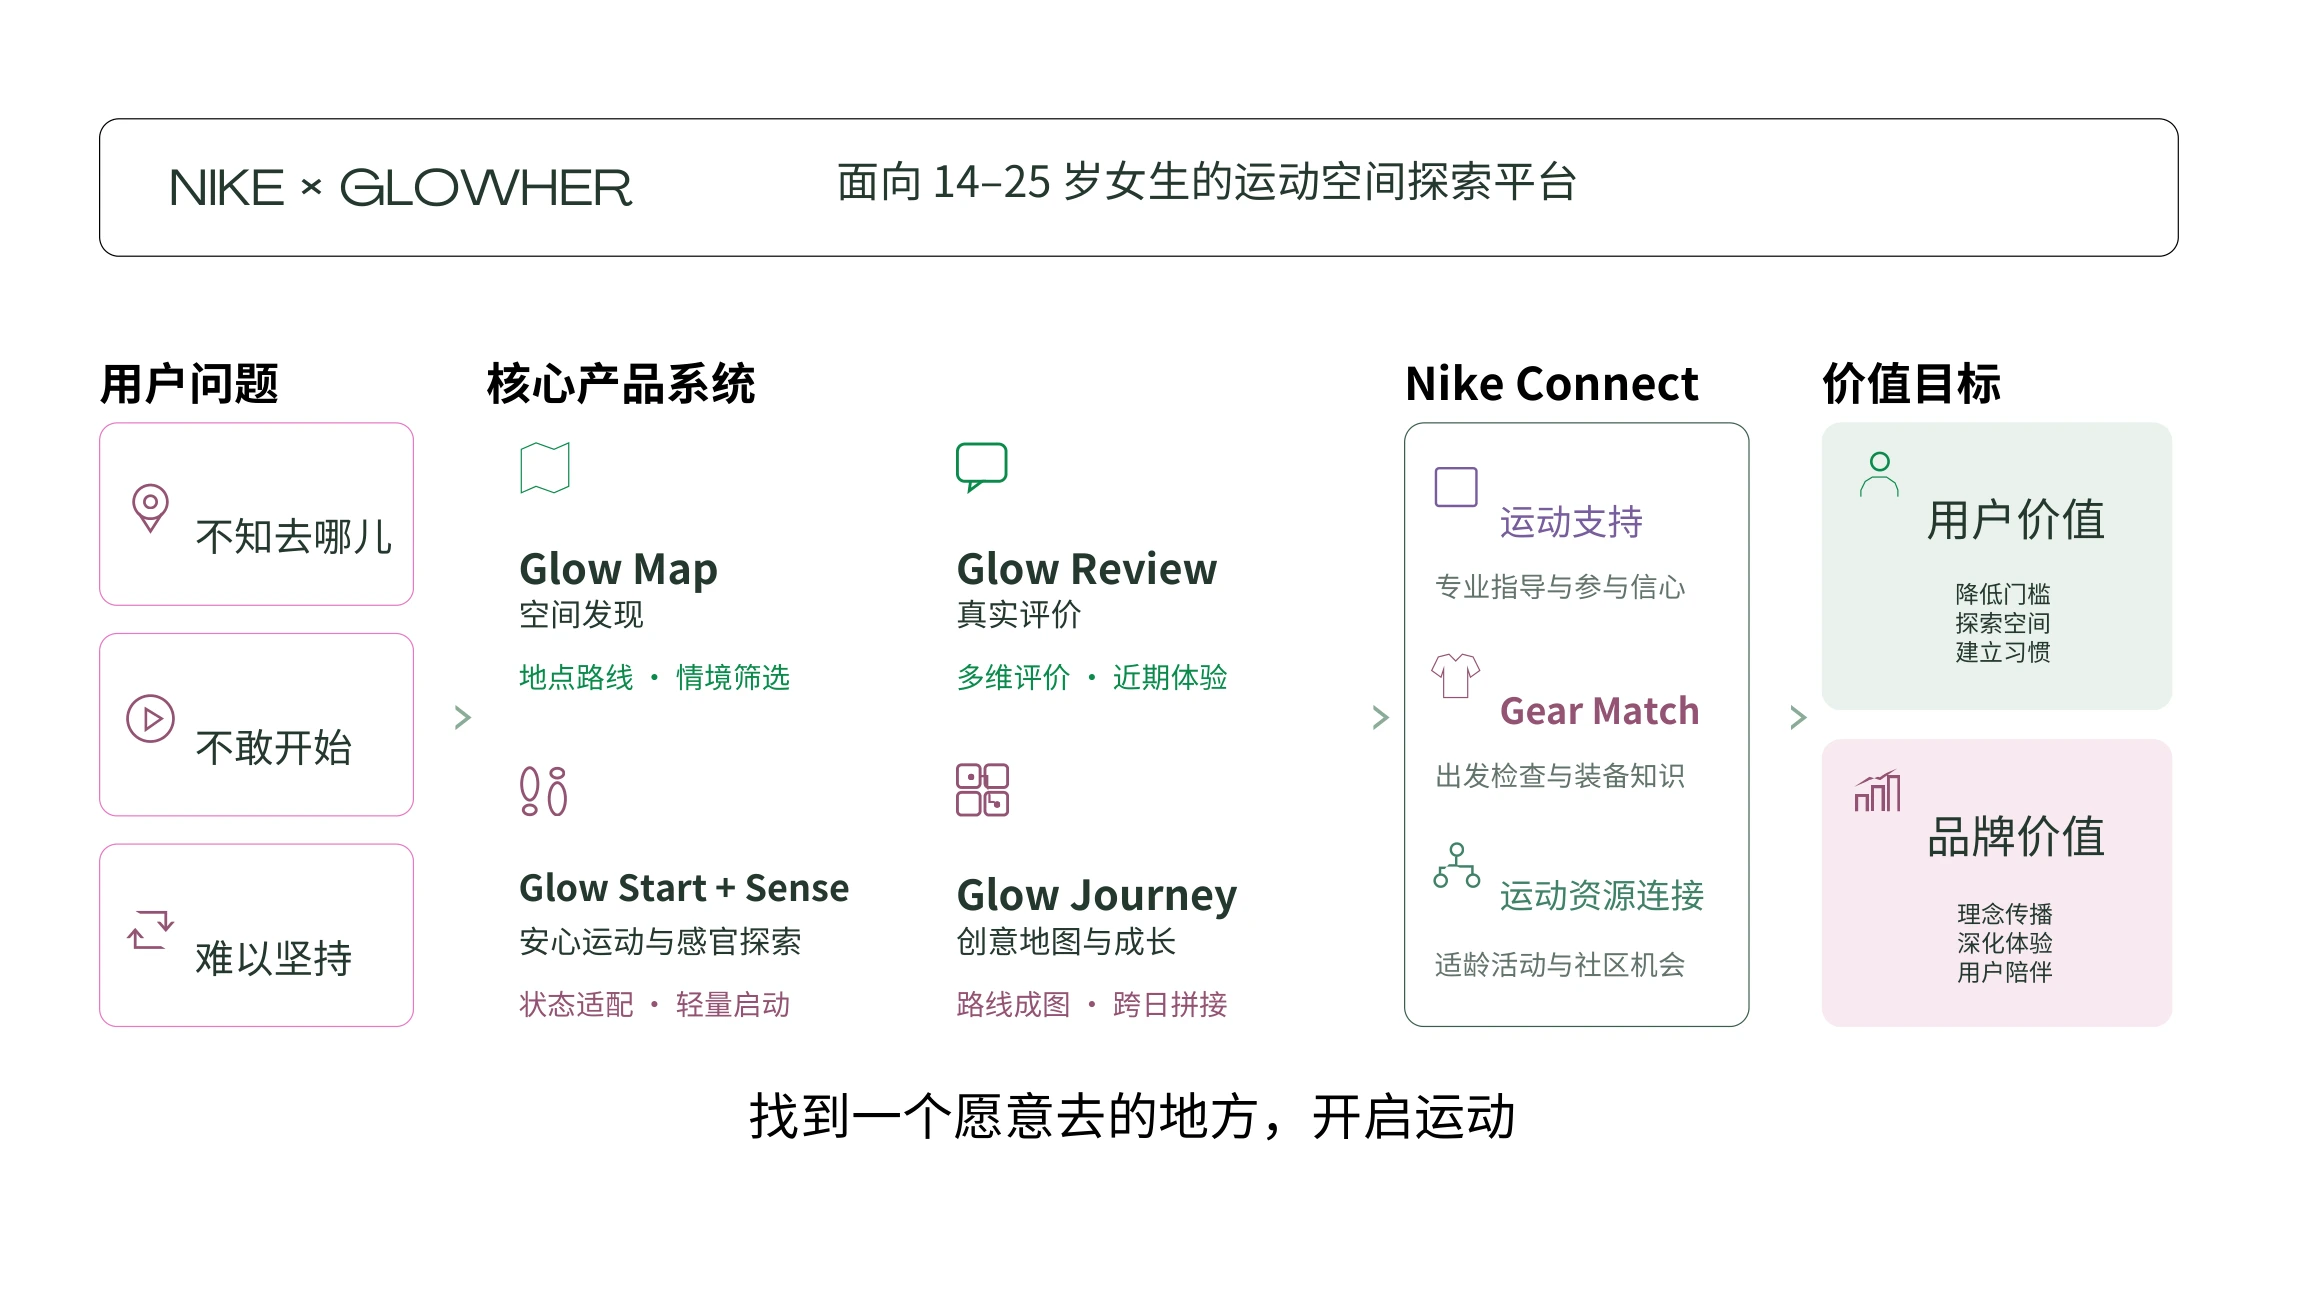 NIKE × GLOWHER
面向 14–25 岁女生的运动空间探索平台
用户问题
不知去哪儿
不敢开始
难以坚持
核心产品系统
Glow Map
空间发现
地点路线 · 情境筛选
Glow Review
真实评价
多维评价 · 近期体验
Glow Start + Sense
安心运动与感官探索
状态适配 · 轻量启动
Glow Journey
创意地图与成长
路线成图 · 跨日拼接
Nike Connect
运动支持
专业指导与参与信心
Gear Match
出发检查与装备知识
运动资源连接
适龄活动与社区机会
价值目标
用户价值
降低门槛
探索空间
建立习惯
品牌价值
理念传播
深化体验
用户陪伴
找到一个愿意去的地方，开启运动